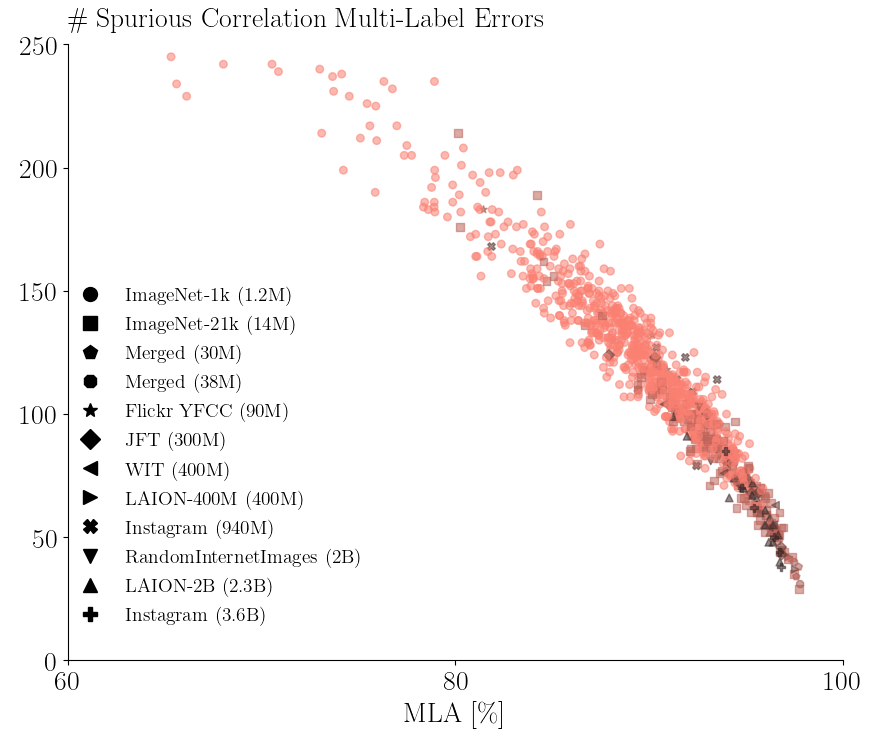 # Spurious Correlation Multi-Label Errors
250
200
150
100
50
0
ImageNet-1k (1.2M)
ImageNet-21k (14M)
Merged (30M)
Merged (38M)
Flickr YFCC (90M)
JFT (300M)
WIT (400M)
LAION-400M (400M)
Instagram (940M)
RandomInternetImages (2B)
LAION-2B (2.3B)
Instagram (3.6B)
60
80
100
MLA [%]